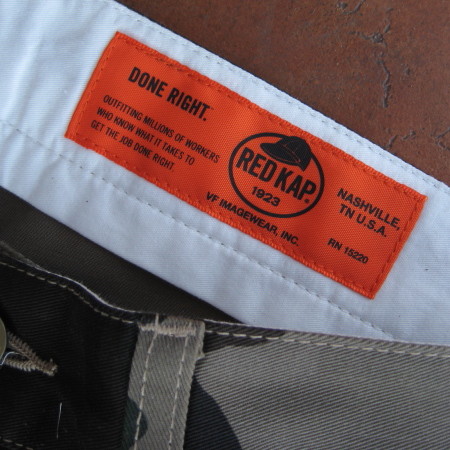 DONE RIGHT.™
OUTFITTING MILLIONS OF WORKERS
WHO KNOW WHAT IT TAKES TO
GET THE JOB DONE RIGHT.
RED KAP.
1923
VF IMAGEWEAR, INC.
NASHVILLE,
TN U.S.A.
RN 15220